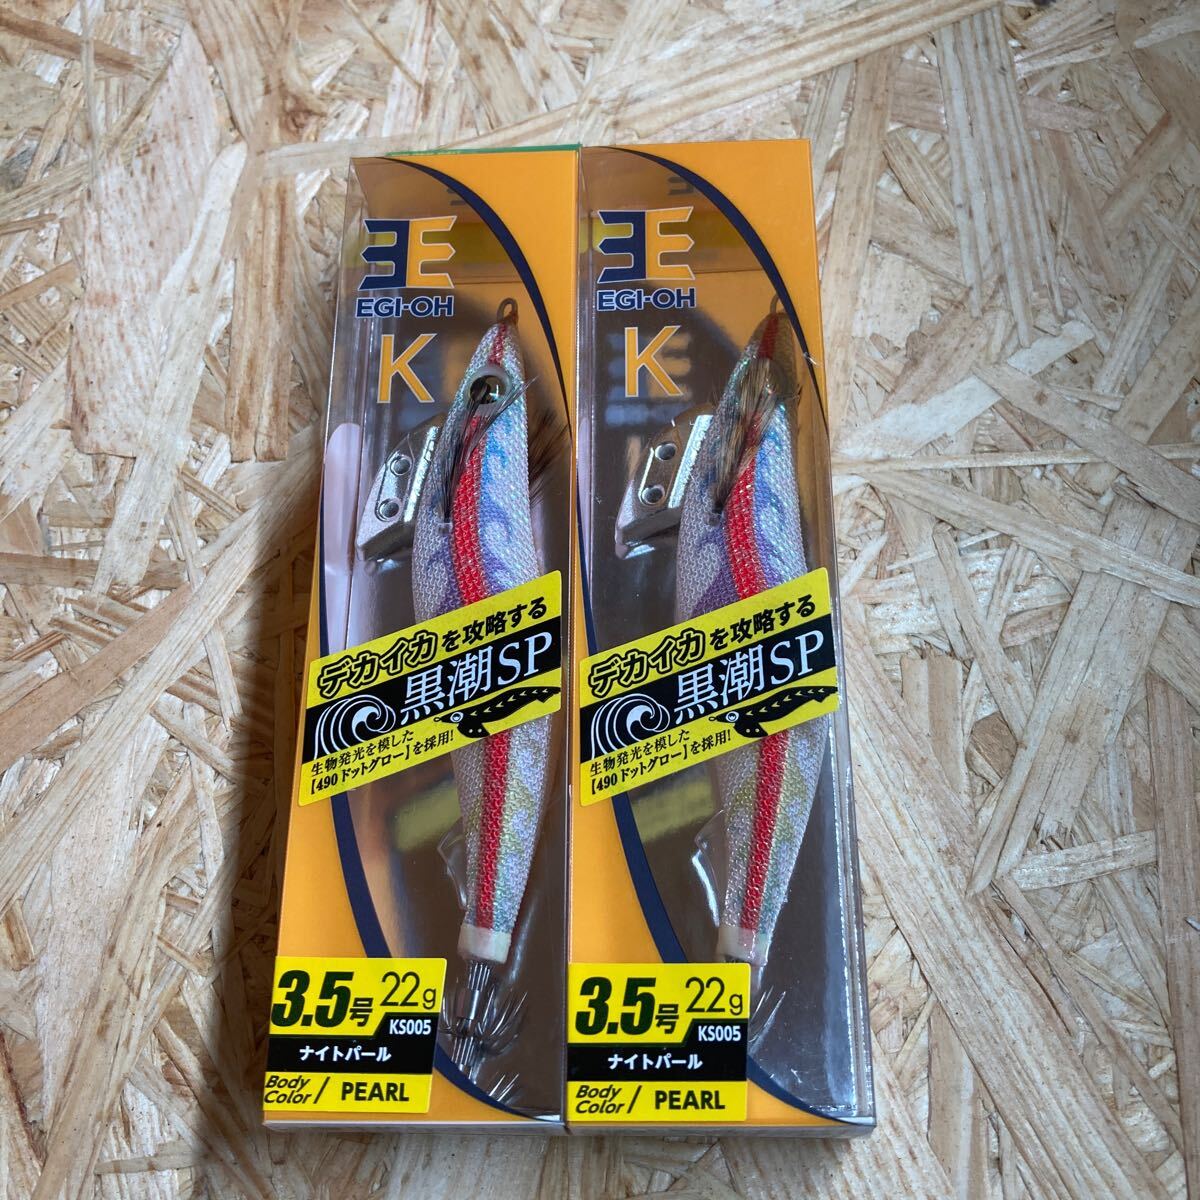 EGI-OH
K
デカイカを攻略する
黒潮SP
生物発光を模した
【490ドットグロー】を採用!
3.5号 22g
KS005
ナイトパール
Body Color / PEARL
EGI-OH
K
デカイカを攻略する
黒潮SP
生物発光を模した
【490ドットグロー】を採用!
3.5号 22g
KS005
ナイトパール
Body Color / PEARL